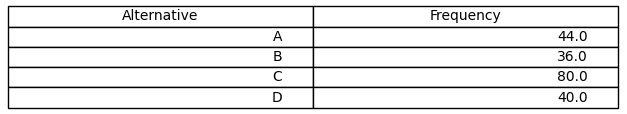 Alternative Frequency
A 44.0
B 36.0
C 80.0
D 40.0